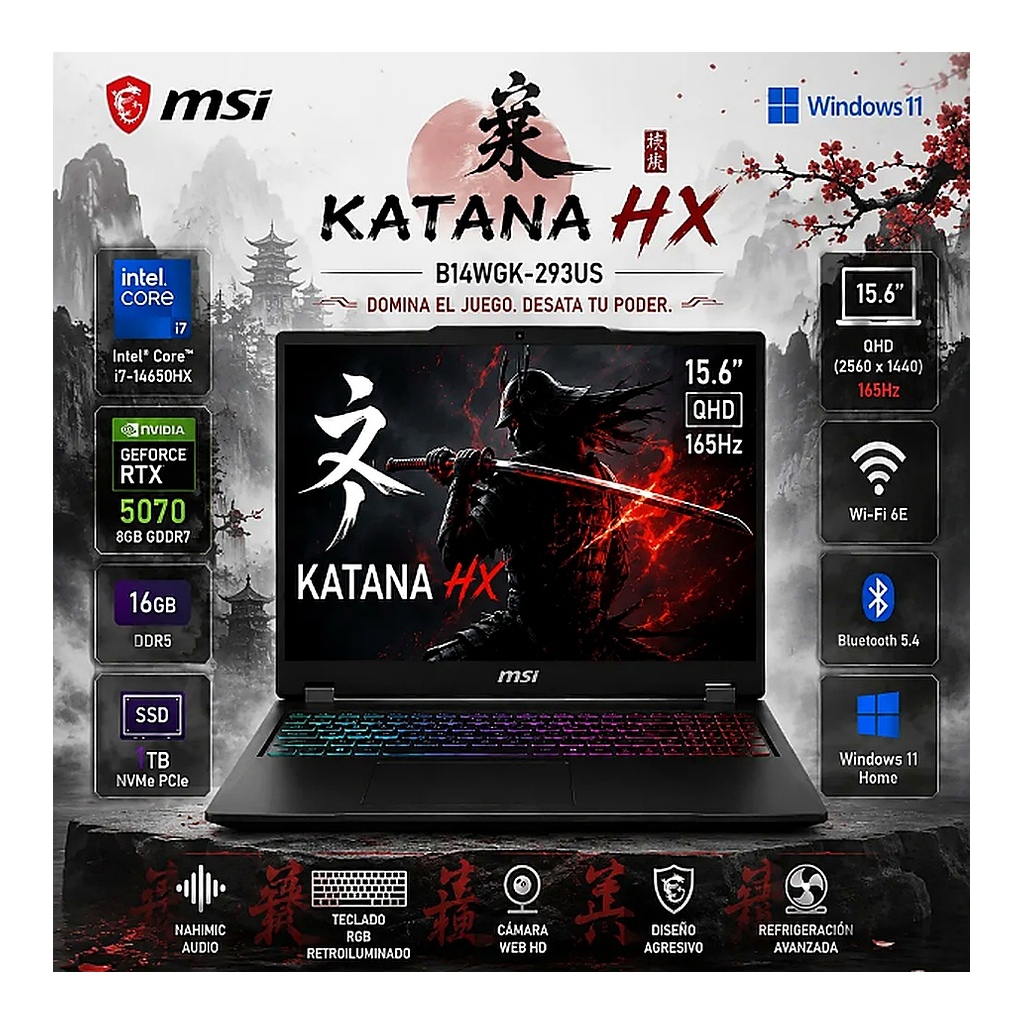 msi
Windows 11
KATANA HX
B14WGK-293US
DOMINA EL JUEGO. DESATA TU PODER.
intel.
CORE
i7
Intel® Core™
i7-14650HX
NVIDIA
GEFORCE
RTX
5070
8GB GDDR7
16GB
DDR5
SSD
1TB
NVMe PCIe
15.6”
QHD
165Hz
KATANA HX
msi
15.6”
QHD
(2560 x 1440)
165Hz
Wi-Fi 6E
Bluetooth 5.4
Windows 11
Home
NAHIMIC
AUDIO
TECLADO
RGB
RETROILUMINADO
CÁMARA
WEB HD
DISEÑO
AGRESIVO
REFRIGERACIÓN
AVANZADA